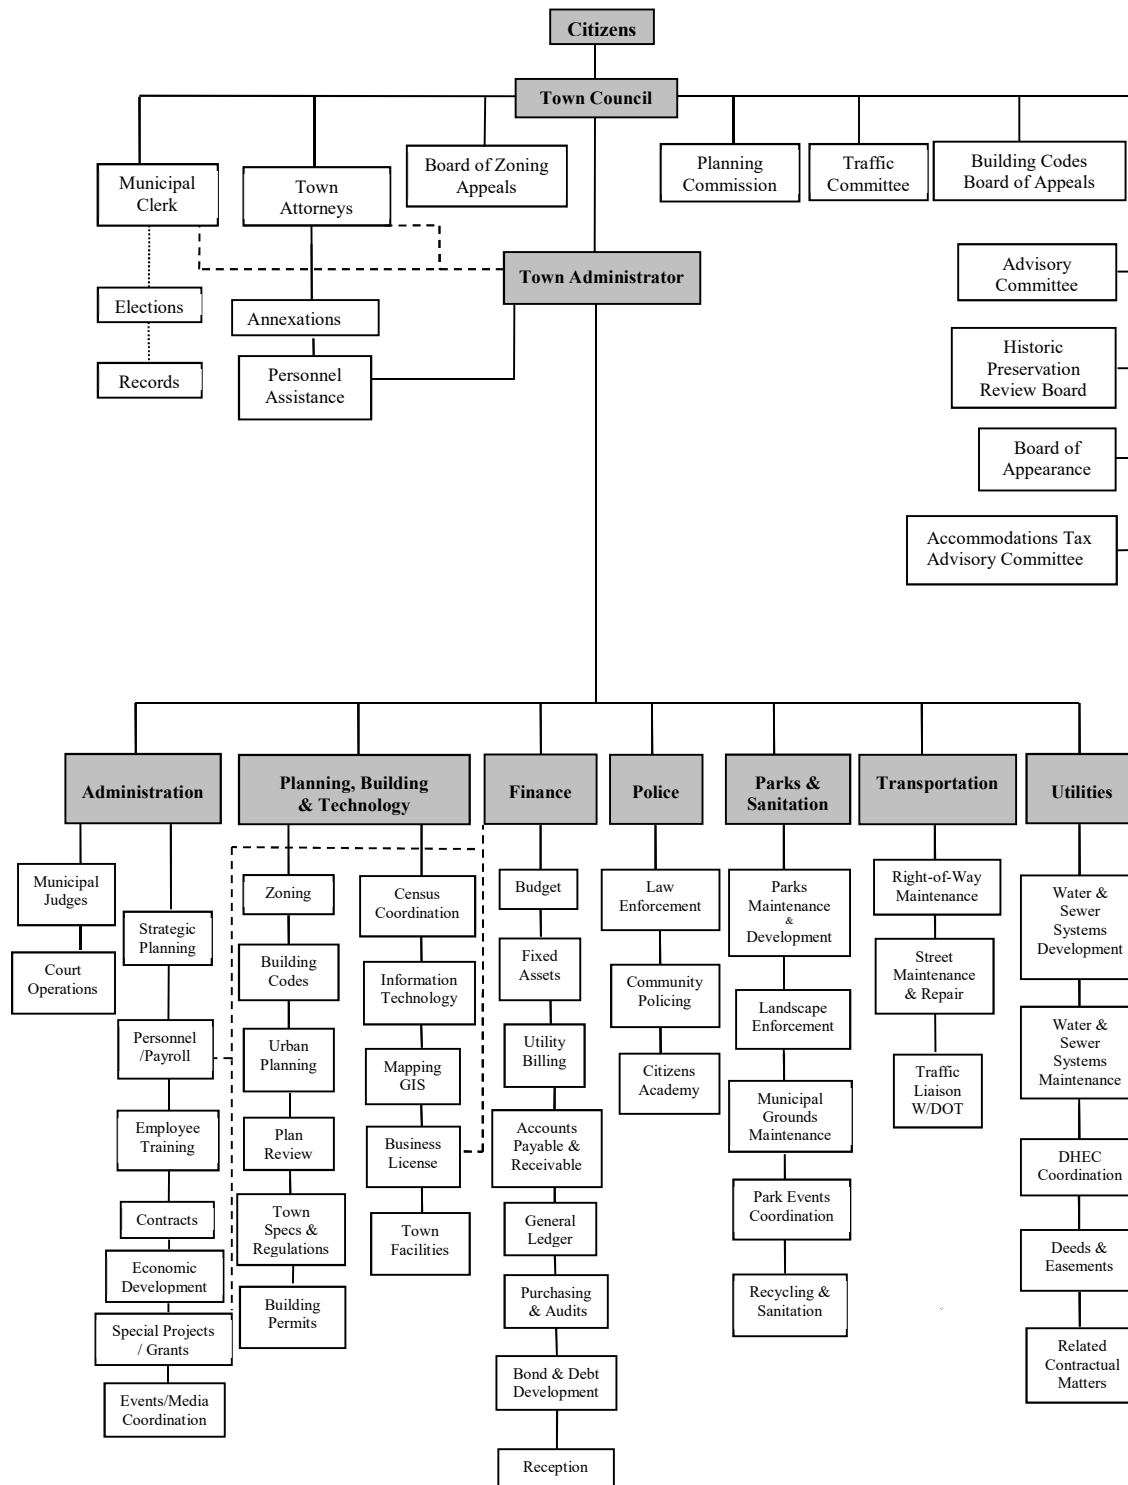 Citizens
Town Council
Municipal
Clerk
Town
Attorneys
Board of Zoning
Appeals
Planning
Commission
Traffic
Committee
Building Codes
Board of Appeals
Town Administrator
Advisory
Committee
Elections
Annexations
Records
Personnel
Assistance
Historic
Preservation
Review Board
Board of
Appearance
Accommodations Tax
Advisory Committee
Administration
Planning, Building
& Technology
Finance
Police
Parks &
Sanitation
Transportation
Utilities
Municipal
Judges
Court
Operations
Strategic
Planning
Personnel
/Payroll
Employee
Training
Contracts
Economic
Development
Special Projects
/ Grants
Events/Media
Coordination
Zoning
Building
Codes
Urban
Planning
Plan
Review
Town
Specs &
Regulations
Building
Permits
Census
Coordination
Information
Technology
Mapping
GIS
Business
License
Town
Facilities
Budget
Fixed
Assets
Utility
Billing
Accounts
Payable &
Receivable
General
Ledger
Purchasing
& Audits
Bond & Debt
Development
Reception
Law
Enforcement
Community
Policing
Citizens
Academy
Parks
Maintenance
&
Development
Landscape
Enforcement
Municipal
Grounds
Maintenance
Park Events
Coordination
Recycling &
Sanitation
Right-of-Way
Maintenance
Street
Maintenance
& Repair
Traffic
Liaison
W/DOT
Water &
Sewer
Systems
Development
Water &
Sewer
Systems
Maintenance
DHEC
Coordination
Deeds &
Easements
Related
Contractual
Matters